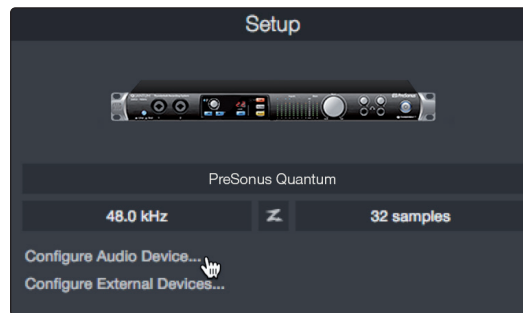 Setup
PreSonus Quantum
48.0 kHz
32 samples
Configure Audio Device...
Configure External Devices...